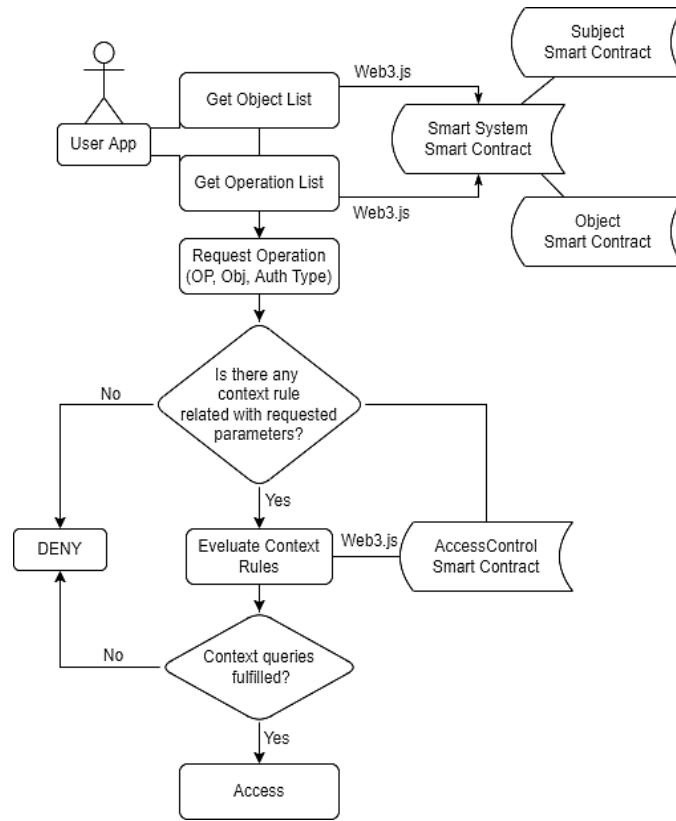 Subject
Smart Contract
Web3.js
Get Object List
User App
Smart System
Smart Contract
Get Operation List
Web3.js
Object
Smart Contract
Request Operation
(OP, Obj, Auth Type)
Is there any
context rule
related with requested
parameters?
No
Yes
DENY
Eveluate Context
Rules
Web3.js
AccessControl
Smart Contract
No
Context queries
fulfilled?
Yes
Access